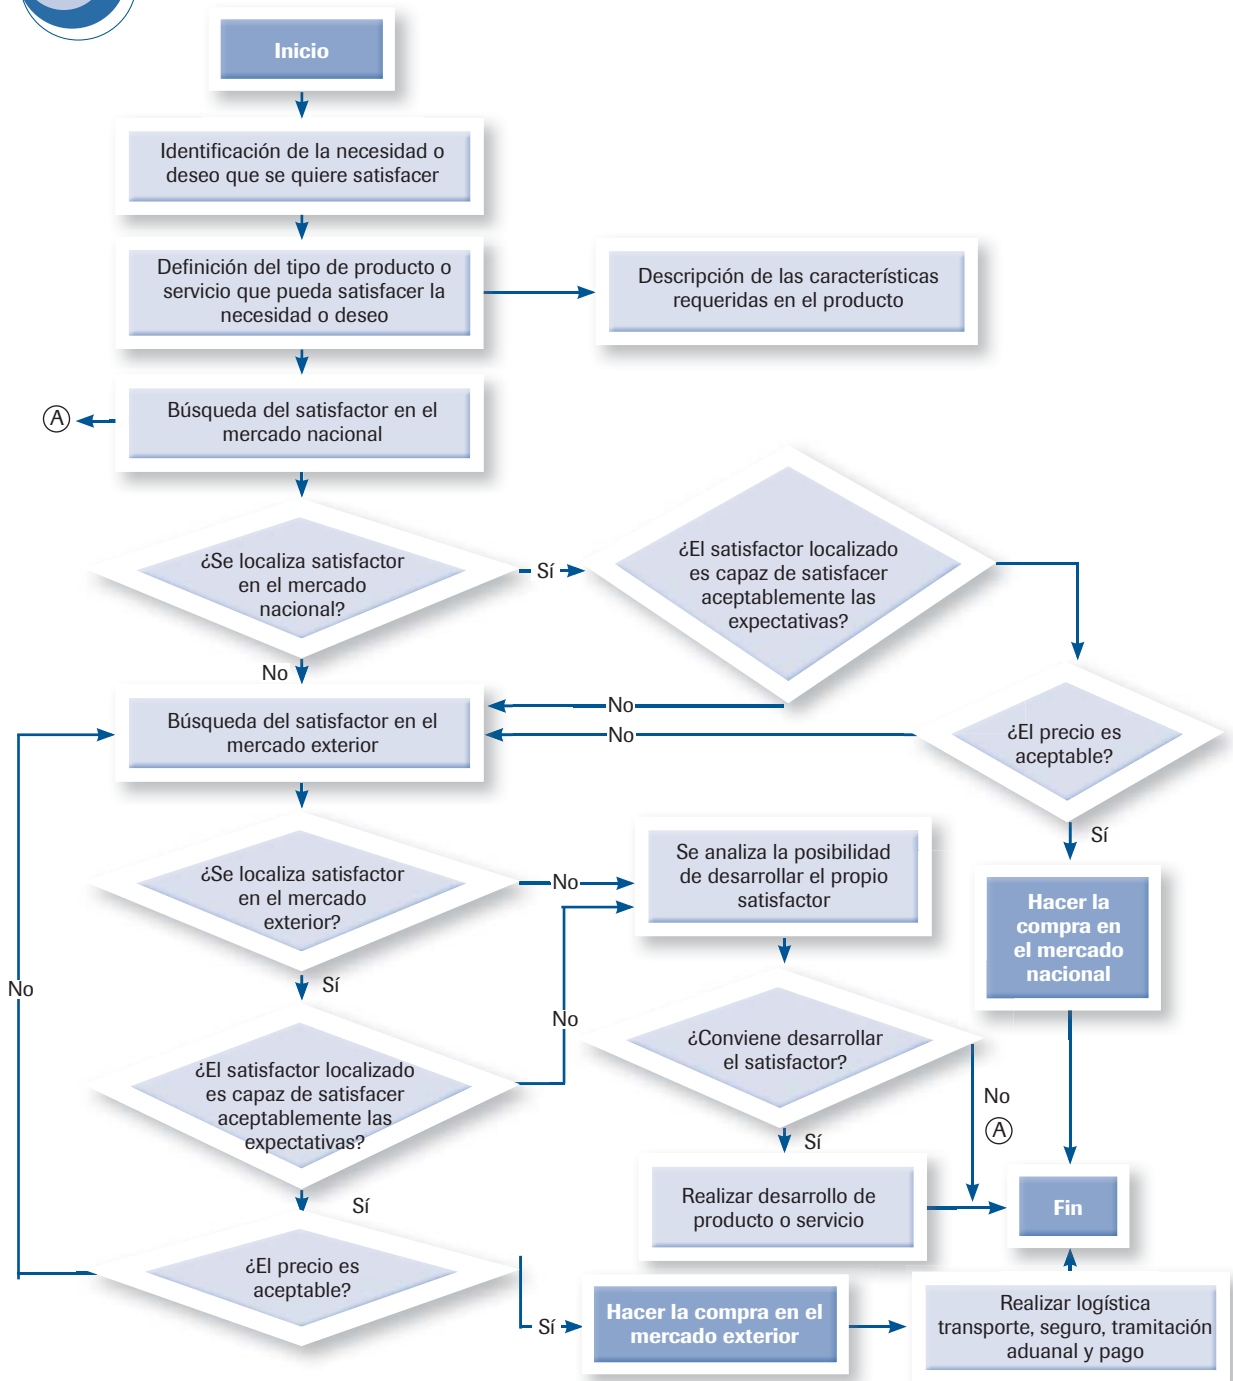 Inicio
Identificación de la necesidad o
deseo que se quiere satisfacer
Definición del tipo de producto o
servicio que pueda satisfacer la
necesidad o deseo
Descripción de las características
requeridas en el producto
A
Búsqueda del satisfactor en el
mercado nacional
¿Se localiza satisfactor
en el mercado
nacional?
Sí
¿El satisfactor localizado
es capaz de satisfacer
aceptablemente las
expectativas?
No
Búsqueda del satisfactor en el
mercado exterior
No
No
¿El precio es
aceptable?
Sí
Hacer la
compra en
el mercado
nacional
¿Se localiza satisfactor
en el mercado
exterior?
No
Se analiza la posibilidad
de desarrollar el propio
satisfactor
Sí
No
No
¿Conviene desarrollar
el satisfactor?
No
A
Sí
¿El satisfactor localizado
es capaz de satisfacer
aceptablemente las
expectativas?
Sí
Realizar desarrollo de
producto o servicio
Fin
¿El precio es
aceptable?
Sí
Hacer la compra en el
mercado exterior
Realizar logística
transporte, seguro, tramitación
aduanal y pago